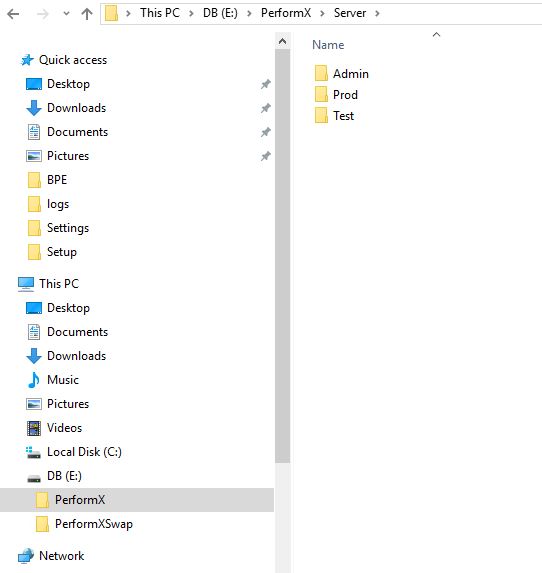 This PC > DB (E:) > PerformX > Server >
Name
Admin
Prod
Test
Quick access
Desktop
Downloads
Documents
Pictures
BPE
logs
Settings
Setup
This PC
Desktop
Documents
Downloads
Music
Pictures
Videos
Local Disk (C:)
DB (E:)
PerformX
PerformXSwap
Network